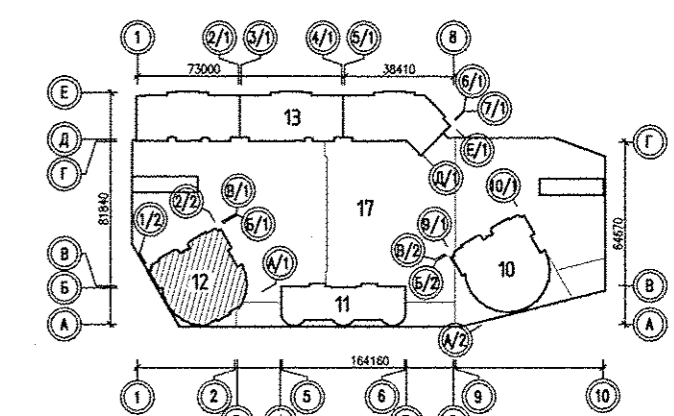 1 2/1 3/1 4/1 5/1 8
73000 38410
6/1
7/1
Е 13 Е/1
Д Г
Г Д/1
81840 64670
2/2 В/1 17 10/1
1/2 Б/1 9/1
В А/1 В/2
Б 12 11 Б/2 10 В
А А/2 А
164160
1 2 5 6 9 10